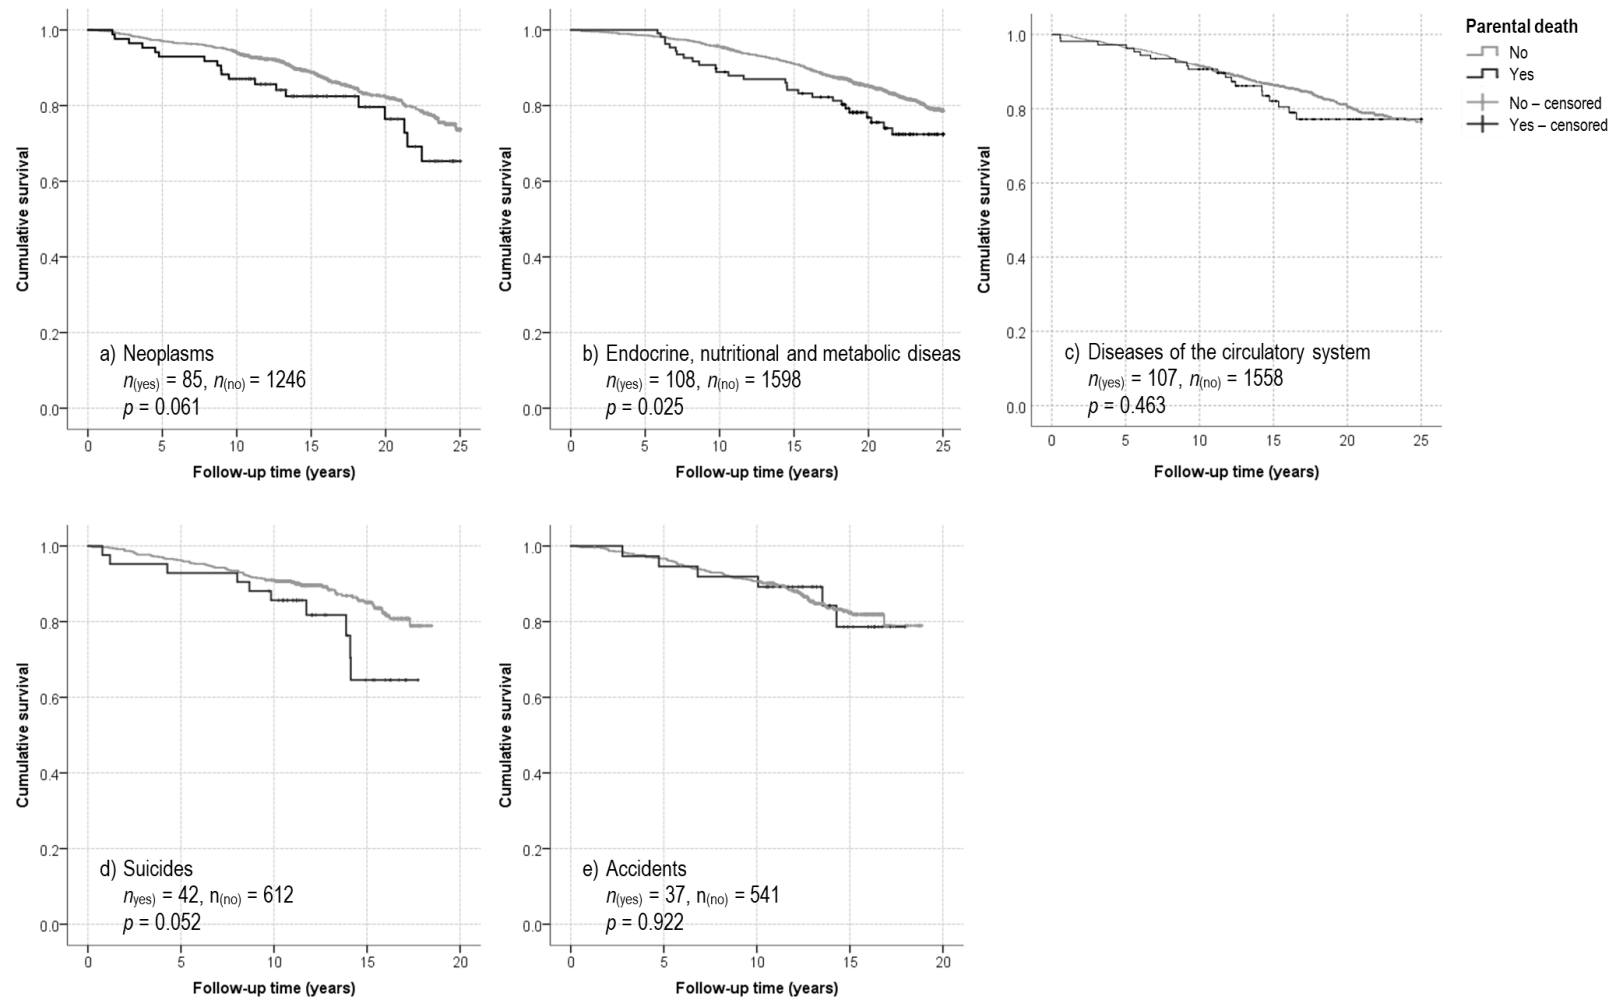 1.0
0.8
0.6
0.4
0.2
0.0
Cumulative survival
a) Neoplasms
n(yes) = 85, n(no) = 1246
p = 0.061
0 5 10 15 20 25
Follow-up time (years)
1.0
0.8
0.6
0.4
0.2
0.0
Cumulative survival
b) Endocrine, nutritional and metabolic diseas
n(yes) = 108, n(no) = 1598
p = 0.025
0 5 10 15 20 25
Follow-up time (years)
1.0
0.8
0.6
0.4
0.2
0.0
Cumulative survival
c) Diseases of the circulatory system
n(yes) = 107, n(no) = 1558
p = 0.463
0 5 10 15 20 25
Follow-up time (years)
Parental death
No
Yes
No – censored
Yes – censored
1.0
0.8
0.6
0.4
0.2
0.0
Cumulative survival
d) Suicides
nyes) = 42, n(no) = 612
p = 0.052
0 5 10 15 20
Follow-up time (years)
1.0
0.8
0.6
0.4
0.2
0.0
Cumulative survival
e) Accidents
n(yes) = 37, n(no) = 541
p = 0.922
0 5 10 15 20
Follow-up time (years)